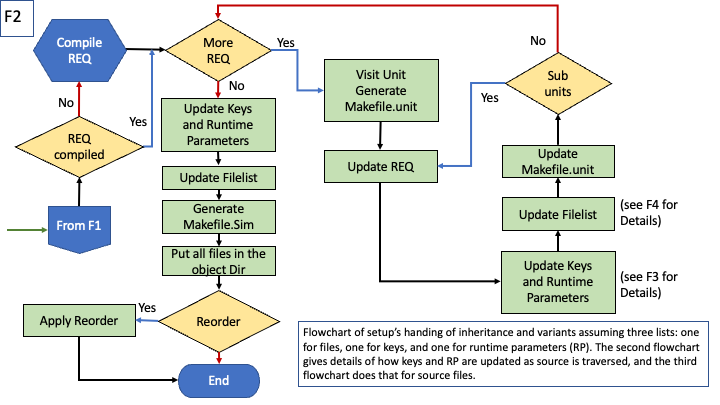 F2
Compile
REQ
More
REQ
Yes
No
No
Yes
REQ
compiled
From F1
Update Keys
and Runtime
Parameters
Update Filelist
Generate
Makefile.Sim
Put all files in the
object Dir
Reorder
Yes
Apply Reorder
End
Visit Unit
Generate
Makefile.unit
Update REQ
No
Sub
units
Yes
Update
Makefile.unit
Update Filelist
(see F4 for
Details)
Update Keys
and Runtime
Parameters
(see F3 for
Details)
Flowchart of setup's handing of inheritance and variants assuming three lists: one
for files, one for keys, and one for runtime parameters (RP). The second flowchart
gives details of how keys and RP are updated as source is traversed, and the third
flowchart does that for source files.